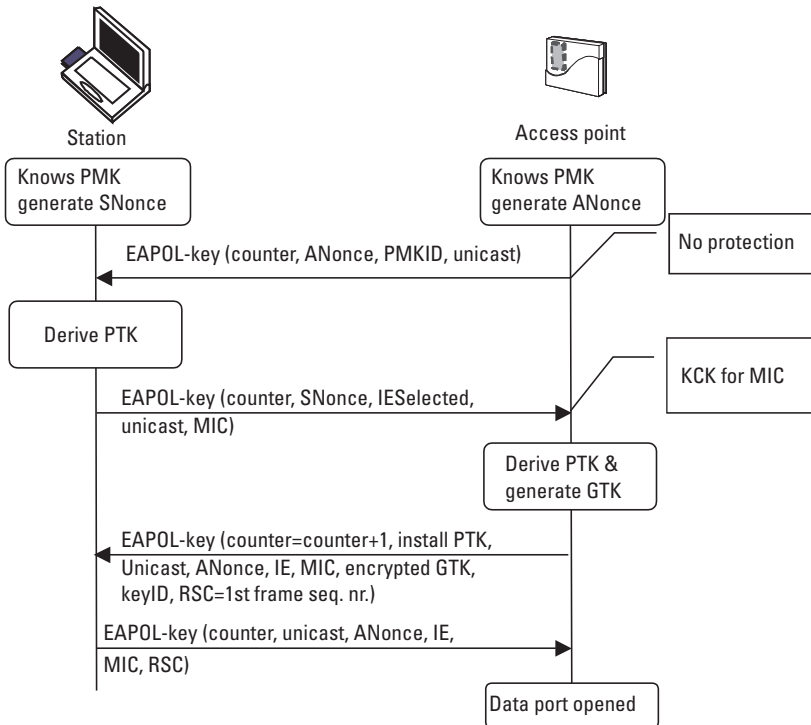 Station
Access point
Knows PMK
generate SNonce
Knows PMK
generate ANonce
No protection
EAPOL-key (counter, ANonce, PMKID, unicast)
Derive PTK
KCK for MIC
EAPOL-key (counter, SNonce, IESelected,
unicast, MIC)
Derive PTK &
generate GTK
EAPOL-key (counter=counter+1, install PTK,
Unicast, ANonce, IE, MIC, encrypted GTK,
keyID, RSC=1st frame seq. nr.)
EAPOL-key (counter, unicast, ANonce, IE,
MIC, RSC)
Data port opened